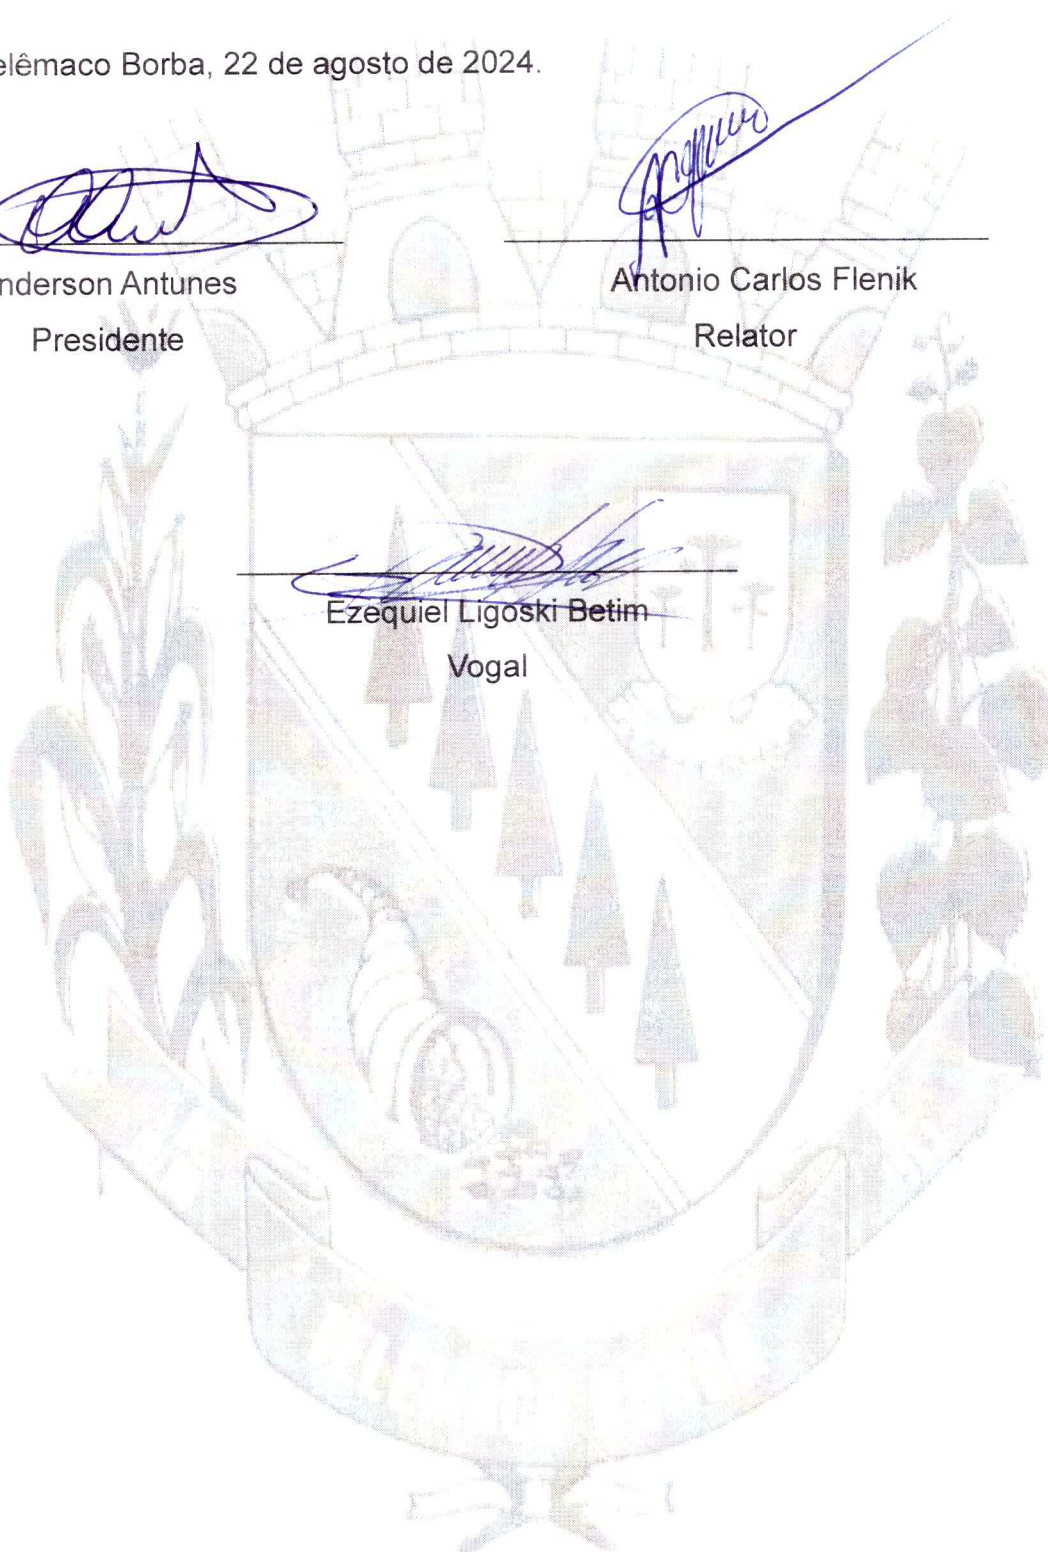 elêmaco Borba, 22 de agosto de 2024.
nderson Antunes
Antonio Carlos Flenik
Presidente
Relator
Ezequiel Ligoski Betim
Vogal